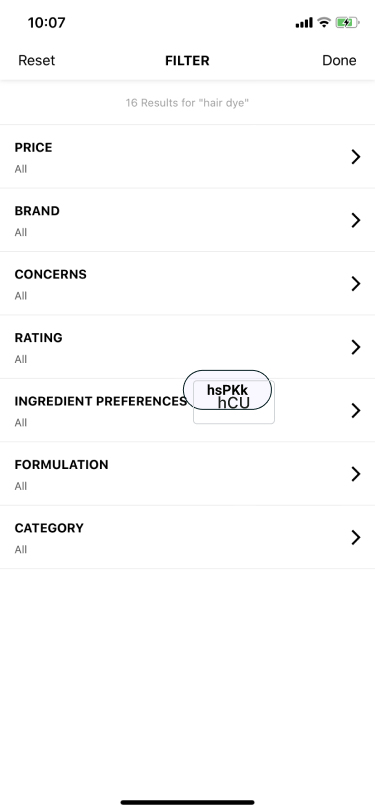 10:07
Reset FILTER Done
16 Results for "hair dye"
PRICE
All
BRAND
All
CONCERNS
All
RATING
All
hsPKk
hCU
INGREDIENT PREFERENCES
All
FORMULATION
All
CATEGORY
All